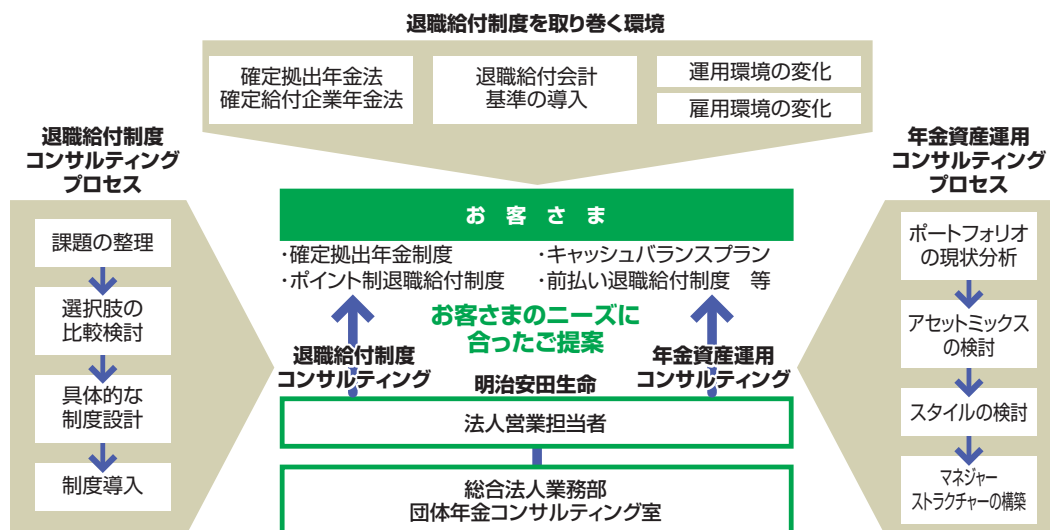 退職給付制度を取り巻く環境
確定拠出年金法
確定給付企業年金法
退職給付会計
基準の導入
運用環境の変化
雇用環境の変化
退職給付制度
コンサルティング
プロセス
課題の整理
選択肢の
比較検討
具体的な
制度設計
制度導入
お客さま
・確定拠出年金制度
・ポイント制退職給付制度
・キャッシュバランスプラン
・前払い退職給付制度 等
お客さまのニーズに
合ったご提案
退職給付制度
コンサルティング
年金資産運用
コンサルティング
明治安田生命
法人営業担当者
総合法人業務部
団体年金コンサルティング室
年金資産運用
コンサルティング
プロセス
ポートフォリオ
の現状分析
アセットミックス
の検討
スタイルの検討
マネジャー
ストラクチャーの構築